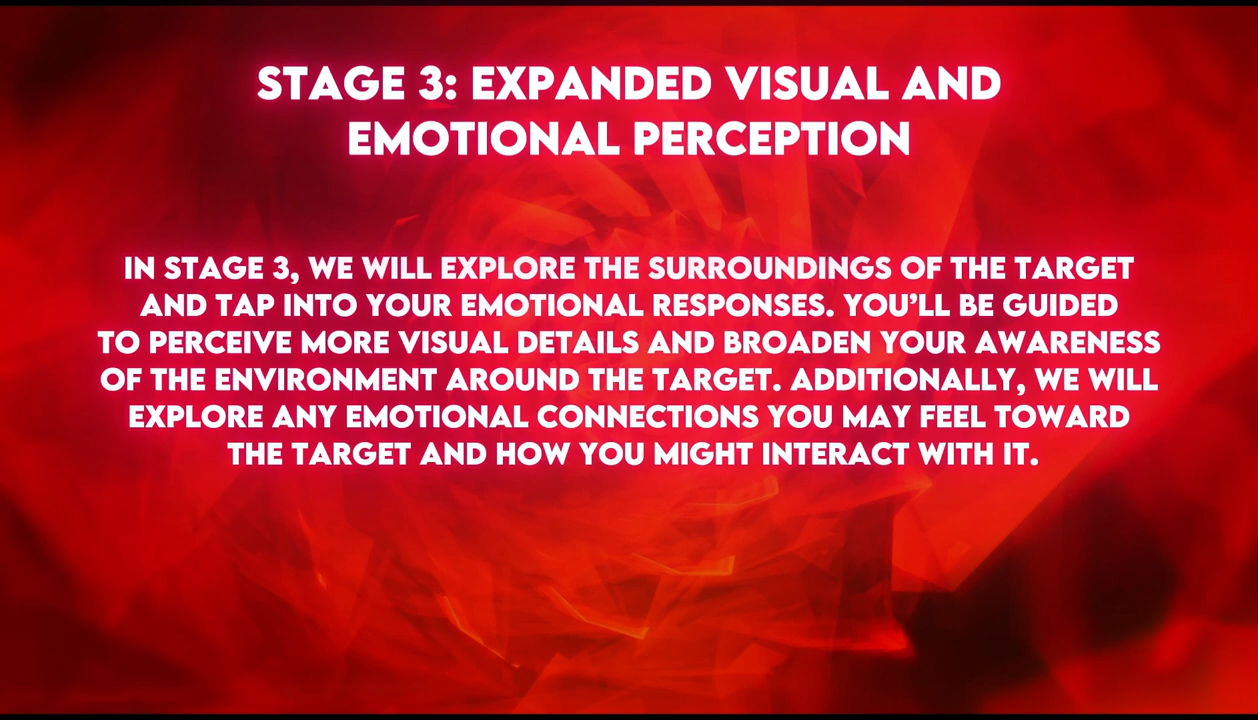 STAGE 3: EXPANDED VISUAL AND
EMOTIONAL PERCEPTION
IN STAGE 3, WE WILL EXPLORE THE SURROUNDINGS OF THE TARGET
AND TAP INTO YOUR EMOTIONAL RESPONSES. YOU’LL BE GUIDED
TO PERCEIVE MORE VISUAL DETAILS AND BROADEN YOUR AWARENESS
OF THE ENVIRONMENT AROUND THE TARGET. ADDITIONALLY, WE WILL
EXPLORE ANY EMOTIONAL CONNECTIONS YOU MAY FEEL TOWARD
THE TARGET AND HOW YOU MIGHT INTERACT WITH IT.